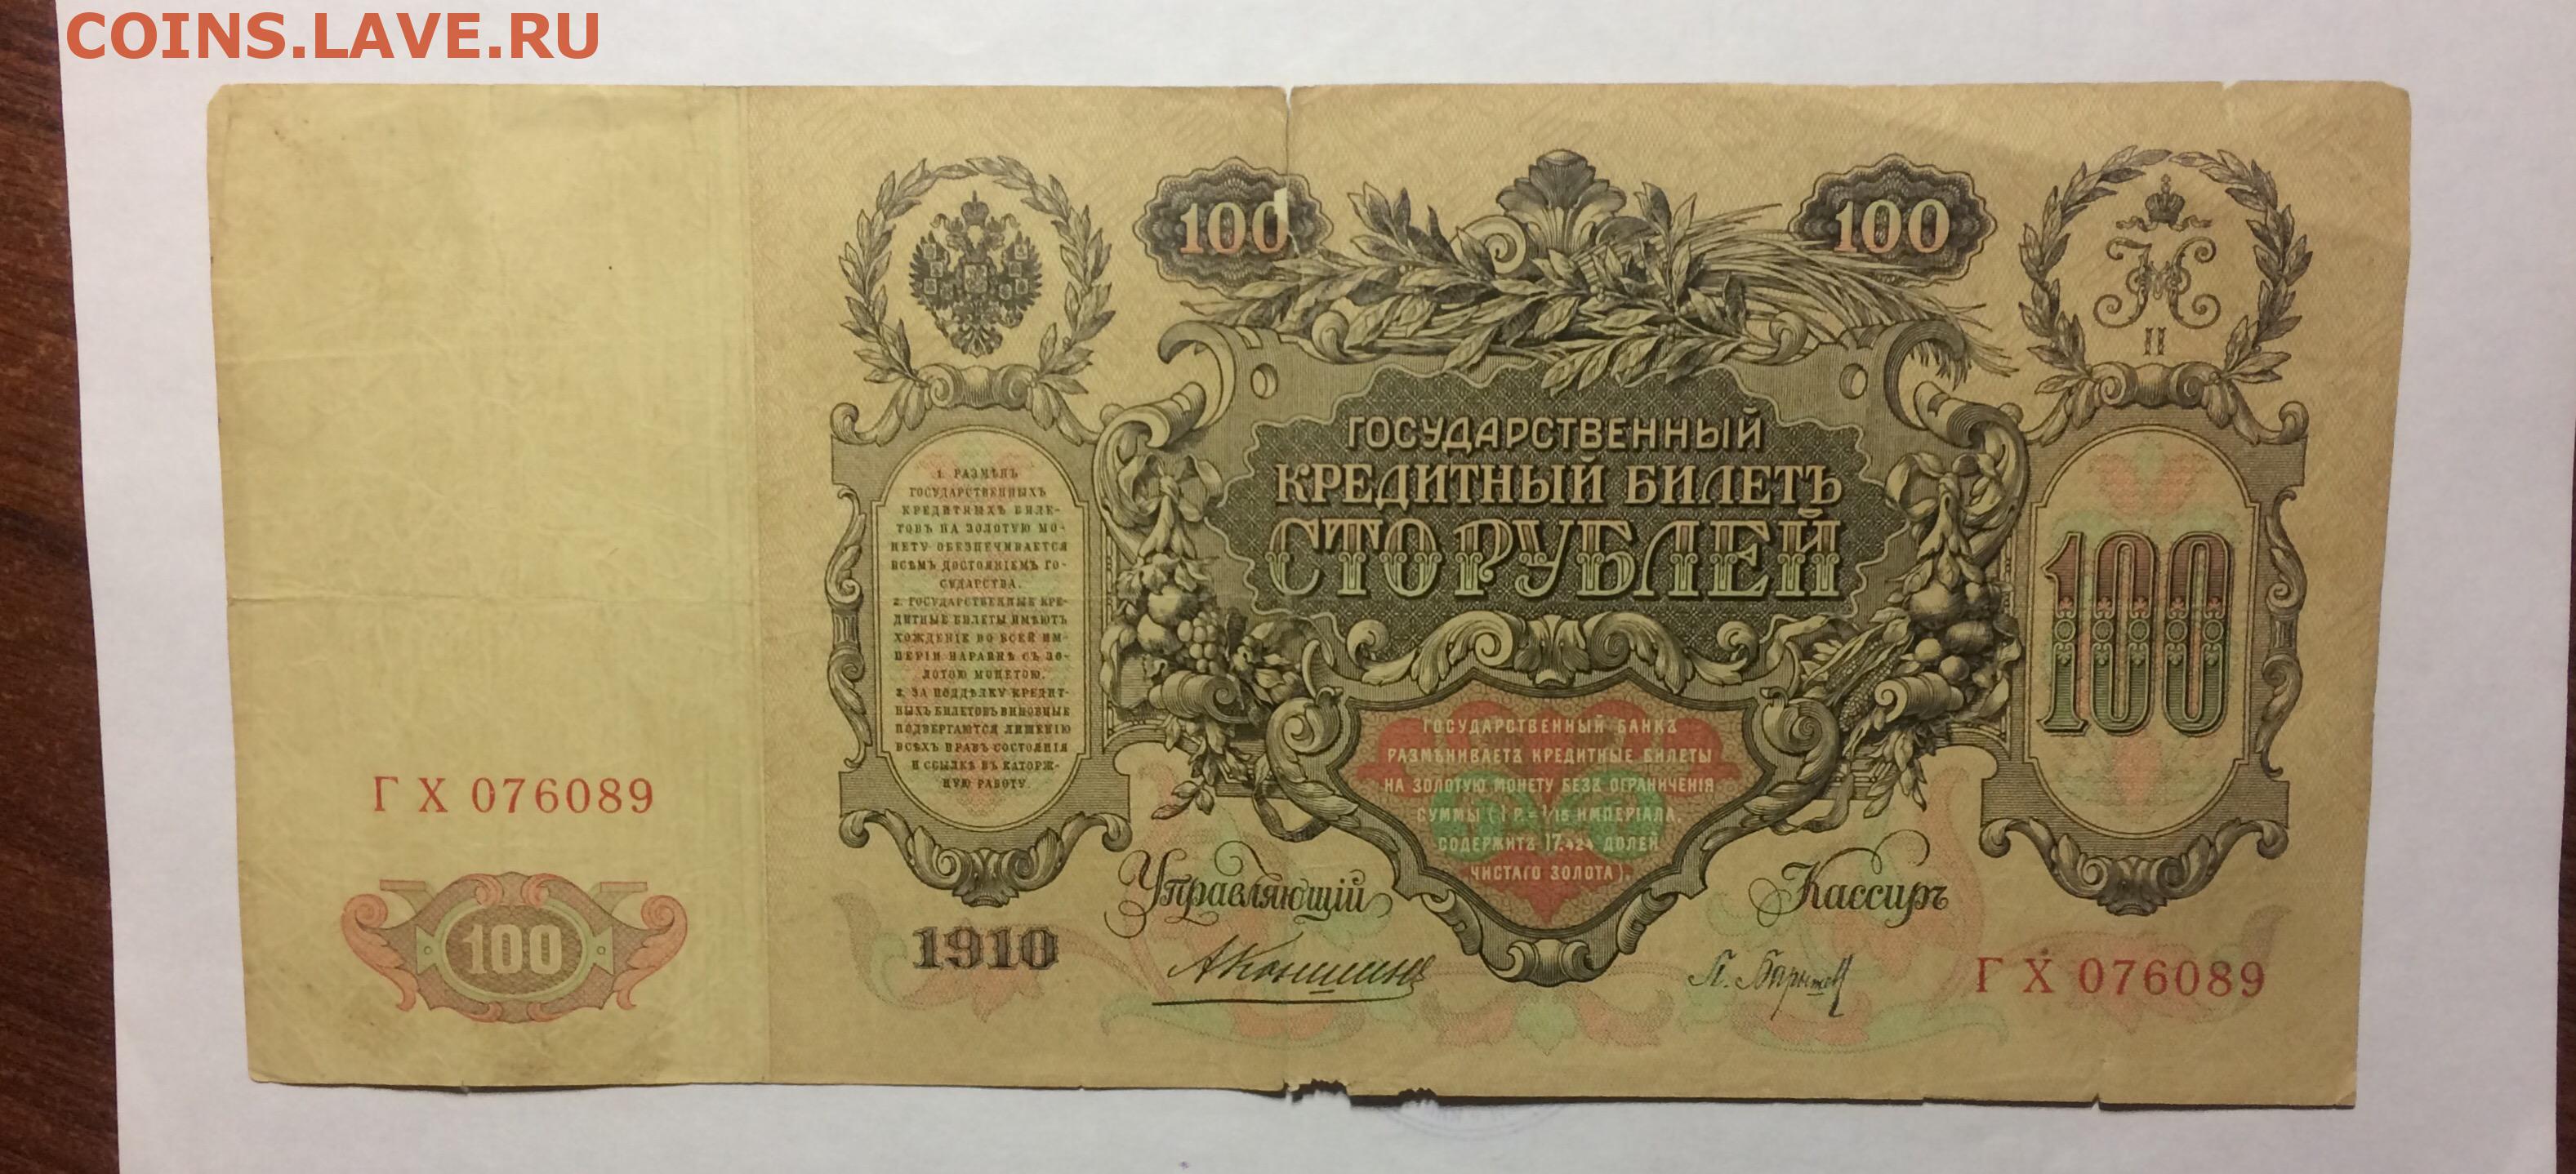 COINS.LAVE.RU
100
100
Н
II
ГОСУДАРСТВЕННЫЙ
КРЕДИТНЫЙ БИЛЕТЪ
СТО РУБЛЕЙ
1. РАЗМѢНЪ
ГОСУДАРСТВЕННЫХЪ
КРЕДИТНЫХЪ БИЛЕ-
ТОВЪ НА ЗОЛОТУЮ МО-
НЕТУ ОБЕЗПЕЧИВАЕТСЯ
ВСѢМЪ ДОСТОЯНІЕМЪ ГО-
СУДАРСТВА.
2. ГОСУДАРСТВЕННЫЕ КРЕ-
ДИТНЫЕ БИЛЕТЫ ИМѢЮТЪ
ХОЖДЕНІЕ ВО ВСЕЙ ИМ-
ПЕРІИ НАРАВНѢ СЪ ЗО-
ЛОТОЮ МОНЕТОЮ.
3. ЗА ПОДДѢЛКУ КРЕДИТ-
НЫХЪ БИЛЕТОВЪ ВИНОВНЫЕ
ПОДВЕРГАЮТСЯ ЛИШЕНІЮ
ВСѢХЪ ПРАВЪ СОСТОЯНІЯ
И ССЫЛКѢ ВЪ КАТОРЖ-
НУЮ РАБОТУ.
100
ГОСУДАРСТВЕННЫЙ БАНКЪ
РАЗМѢНИВАЕТЪ КРЕДИТНЫЕ БИЛЕТЫ
НА ЗОЛОТУЮ МОНЕТУ БЕЗЪ ОГРАНИЧЕНІЯ
СУММЫ (1 Р. = 1/15 ИМПЕРІАЛА,
СОДЕРЖИТЪ 17,424 ДОЛЕЙ
ЧИСТАГО ЗОЛОТА).
ГХ 076089
100
1910
Управляющій
АКоншинъ
Кассиръ
П. Барышев
ГХ 076089